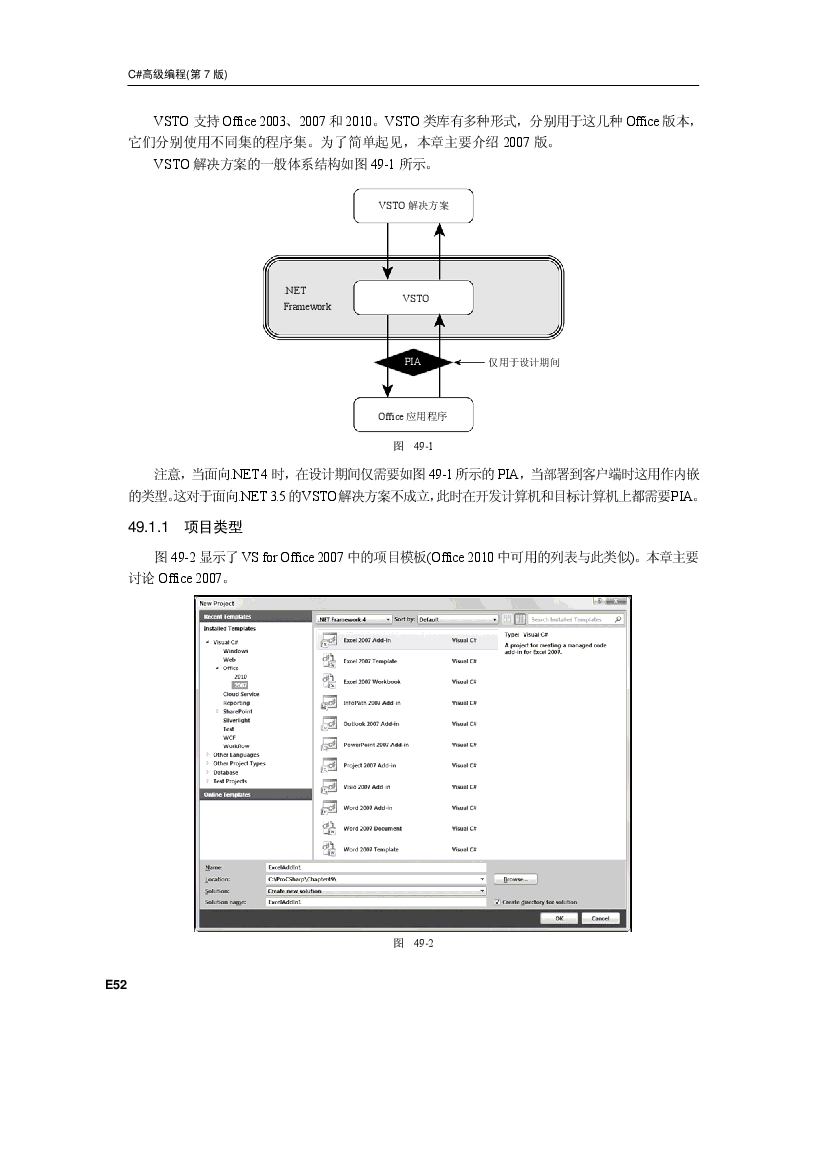 C#高级编程(第 7 版)
VSTO 支持 Office 2003、2007 和 2010。VSTO 类库有多种形式，分别用于这几种 Office 版本，
它们分别使用不同集的程序集。为了简单起见，本章主要介绍 2007 版。
VSTO 解决方案的一般体系结构如图 49-1 所示。
VSTO 解决方案
.NET
Framework
VSTO
PIA
仅用于设计期间
Office 应用程序
图 49-1
注意，当面向.NET 4 时，在设计期间仅需要如图 49-1 所示的 PIA，当部署到客户端时这用作内嵌
的类型。这对于面向.NET 3.5 的VSTO解决方案不成立，此时在开发计算机和目标计算机上都需要PIA。
49.1.1 项目类型
图 49-2 显示了 VS for Office 2007 中的项目模板(Office 2010 中可用的列表与此类似)。本章主要
讨论 Office 2007。
New Project
Recent Templates
.NET Framework 4 Sort by: Default Search Installed Templates
Installed Templates
Visual C#
Windows
Web
Office
2010
2007
Cloud Service
Reporting
SharePoint
Silverlight
Test
WCF
Workflow
Other Languages
Other Project Types
Database
Test Projects
Online Templates
Excel 2007 Add-in Visual C#
Excel 2007 Template Visual C#
Excel 2007 Workbook Visual C#
InfoPath 2007 Add-in Visual C#
Outlook 2007 Add-in Visual C#
PowerPoint 2007 Add-in Visual C#
Project 2007 Add-in Visual C#
Visio 2007 Add-in Visual C#
Word 2007 Add-in Visual C#
Word 2007 Document Visual C#
Word 2007 Template Visual C#
Type: Visual C#
A project for creating a managed code
add-in for Excel 2007.
Name: ExcelAddIn1
Location: C:\ProCSharp\Chapter49\ Browse...
Solution: Create new solution
Solution name: ExcelAddIn1 Create directory for solution
OK Cancel
图 49-2
E52